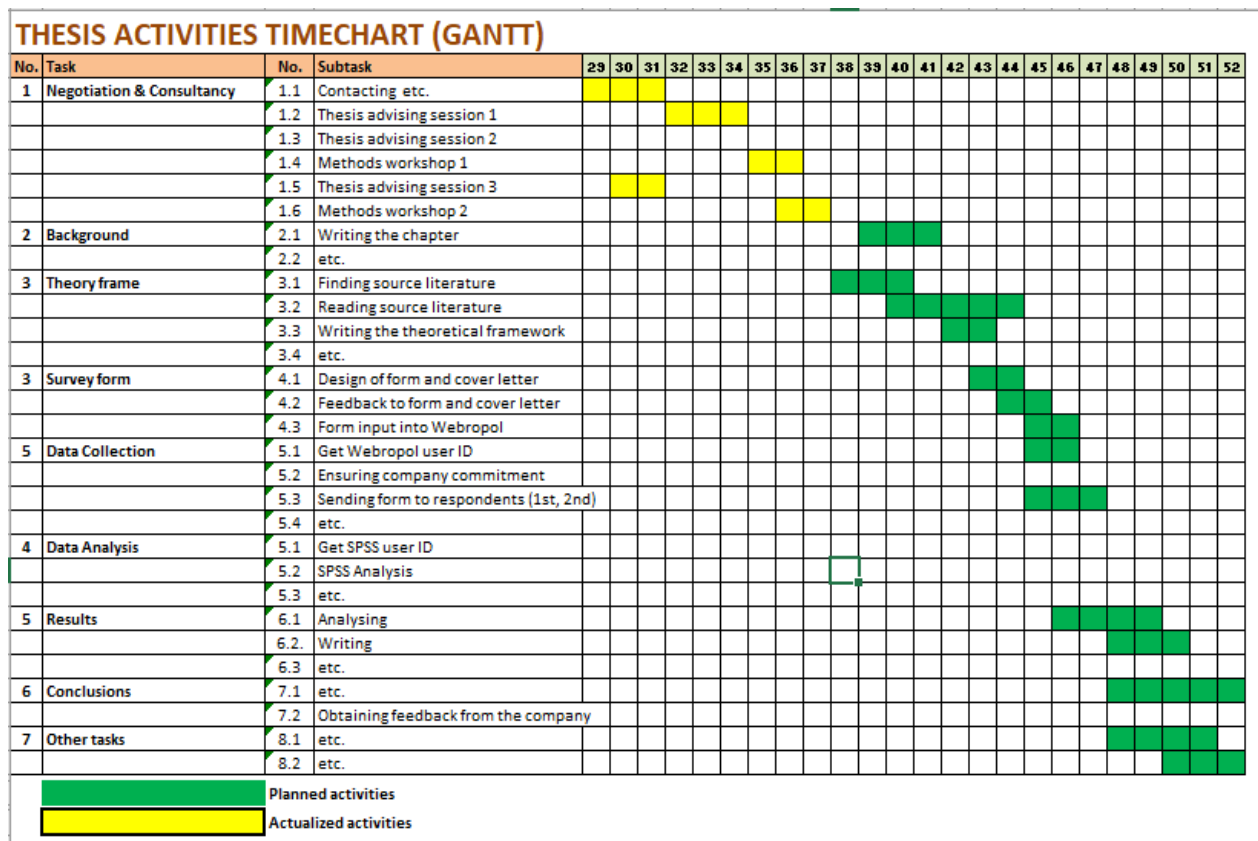 THESIS ACTIVITIES TIMECHART (GANTT)
No. Task No. Subtask 29 30 31 32 33 34 35 36 37 38 39 40 41 42 43 44 45 46 47 48 49 50 51 52
1 Negotiation & Consultancy 1.1 Contacting etc.
1.2 Thesis advising session 1
1.3 Thesis advising session 2
1.4 Methods workshop 1
1.5 Thesis advising session 3
1.6 Methods workshop 2
2 Background 2.1 Writing the chapter
2.2 etc.
3 Theory frame 3.1 Finding source literature
3.2 Reading source literature
3.3 Writing the theoretical framework
3.4 etc.
3 Survey form 4.1 Design of form and cover letter
4.2 Feedback to form and cover letter
4.3 Form input into Webropol
5 Data Collection 5.1 Get Webropol user ID
5.2 Ensuring company commitment
5.3 Sending form to respondents (1st, 2nd)
5.4 etc.
4 Data Analysis 5.1 Get SPSS user ID
5.2 SPSS Analysis
5.3 etc.
5 Results 6.1 Analysing
6.2. Writing
6.3 etc.
6 Conclusions 7.1 etc.
7.2 Obtaining feedback from the company
7 Other tasks 8.1 etc.
8.2 etc.
Planned activities
Actualized activities